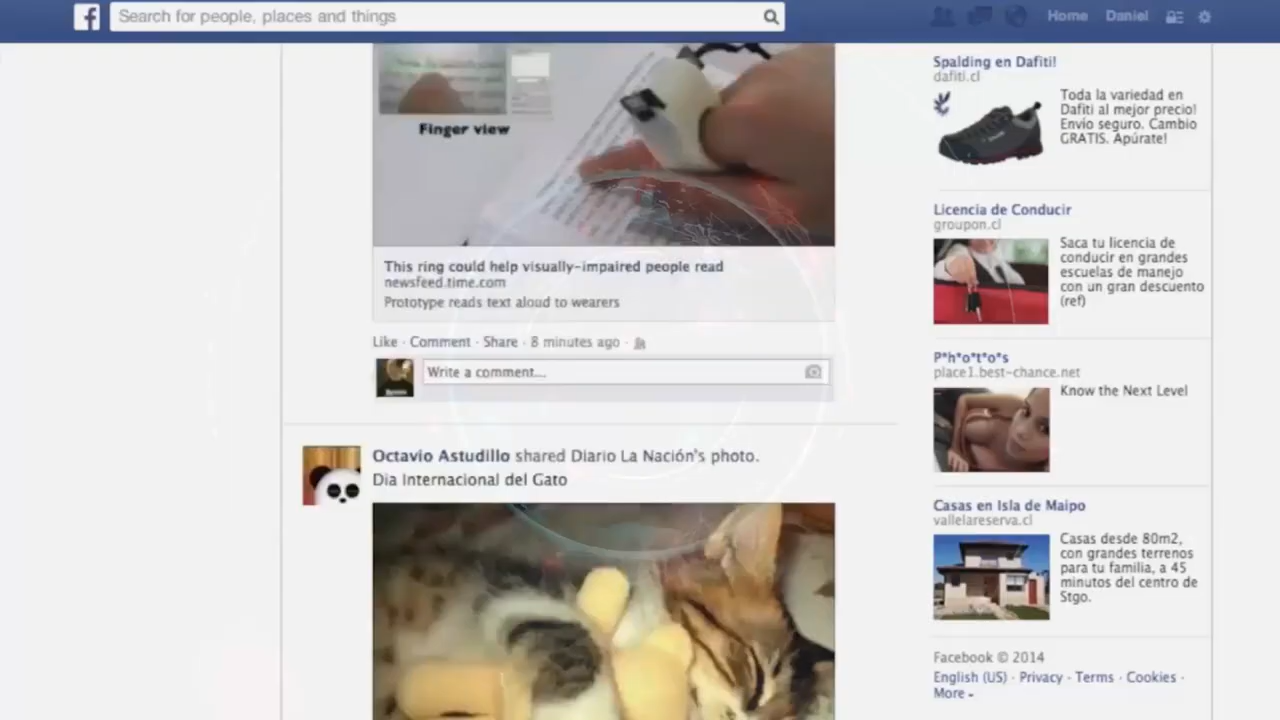 f
Search for people, places and things
Home
Daniel
Finger view
This ring could help visually-impaired people read
newsfeed.time.com
Prototype reads text aloud to wearers
Like · Comment · Share · 8 minutes ago ·
Write a comment...
Octavio Astudillo shared Diario La Nación's photo.
Dia Internacional del Gato
Spalding en Dafiti!
dafiti.cl
Toda la variedad en
Dafiti al mejor precio!
Envío seguro. Cambio
GRATIS. Apúrate!
Licencia de Conducir
groupon.cl
Saca tu licencia de
conducir en grandes
escuelas de manejo
con un gran descuento
(ref)
P*h*o*t*o*s
place1.best-chance.net
Know the Next Level
Casas en Isla de Maipo
vallelareserva.cl
Casas desde 80m2,
con grandes terrenos
para tu familia, a 45
minutos del centro de
Stgo.
Facebook © 2014
English (US) · Privacy · Terms · Cookies ·
More